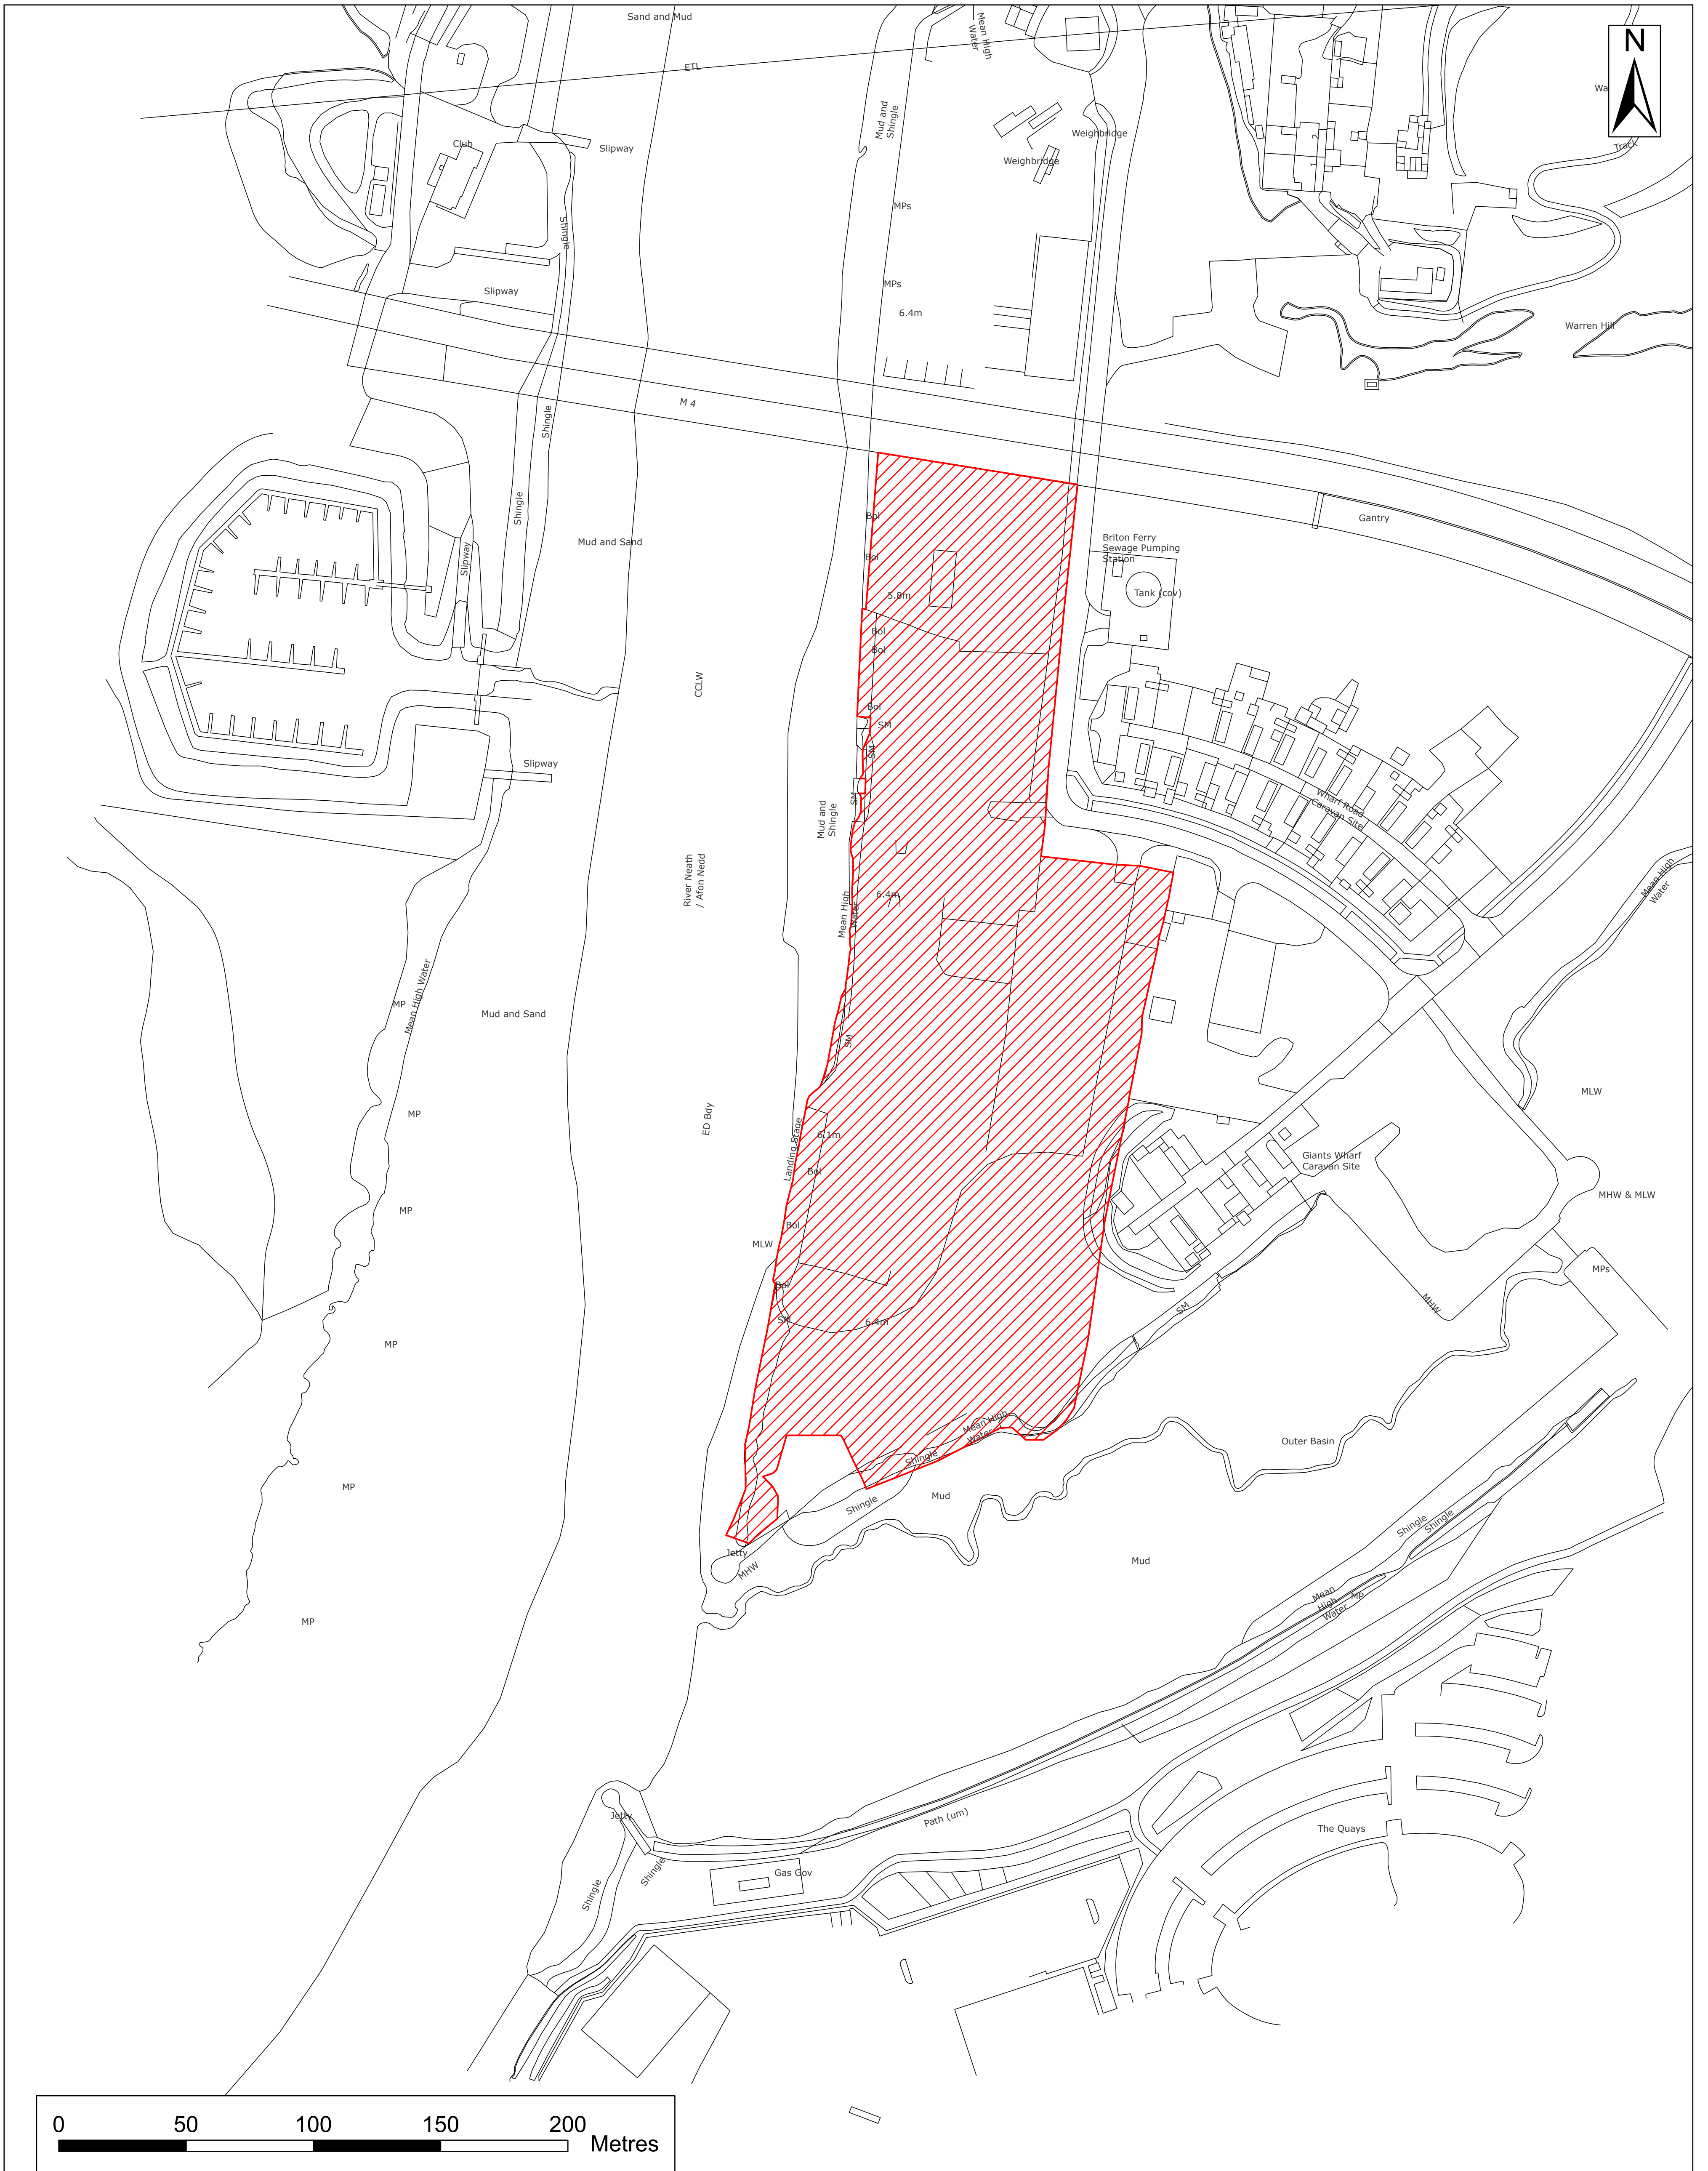 Sand and Mud
Mean High
Water
N
ETL
Wa
Mud and
Shingle
Weighbridge
2
1
Club
Slipway
Track
Weighbridge
MPs
Shingle
MPs
Slipway
6.4m
Warren Hill
M 4
Shingle
Shingle
Bol
Gantry
Mud and Sand
Briton Ferry
Sewage Pumping
Station
Slipway
Bol
Tank (cov)
5.8m
Bol
Bol
CCLW
Bol
SM
SM
Slipway
SM
Wharf Road
Caravan Site
Mud and
Shingle
River Neath
/ Afon Nedd
Mean High
Water
6.4m
Mean High
Water
Mean High Water
MP
Mud and Sand
SM
MLW
MP
ED Bdy
Landing Stage
6.1m
Giants Wharf
Caravan Site
Bol
MHW & MLW
MP
Bol
MLW
MPs
Bol
SM
MHW
SM
6.4m
MP
Mean High
Water
Outer Basin
Shingle
MP
Mud
Shingle
Shingle
Shingle
Jetty
MHW
Mud
Mean
High
Water
MP
MP
Jetty
Path (um)
The Quays
Gas Gov
Shingle
Shingle
0 50 100 150 200
Metres